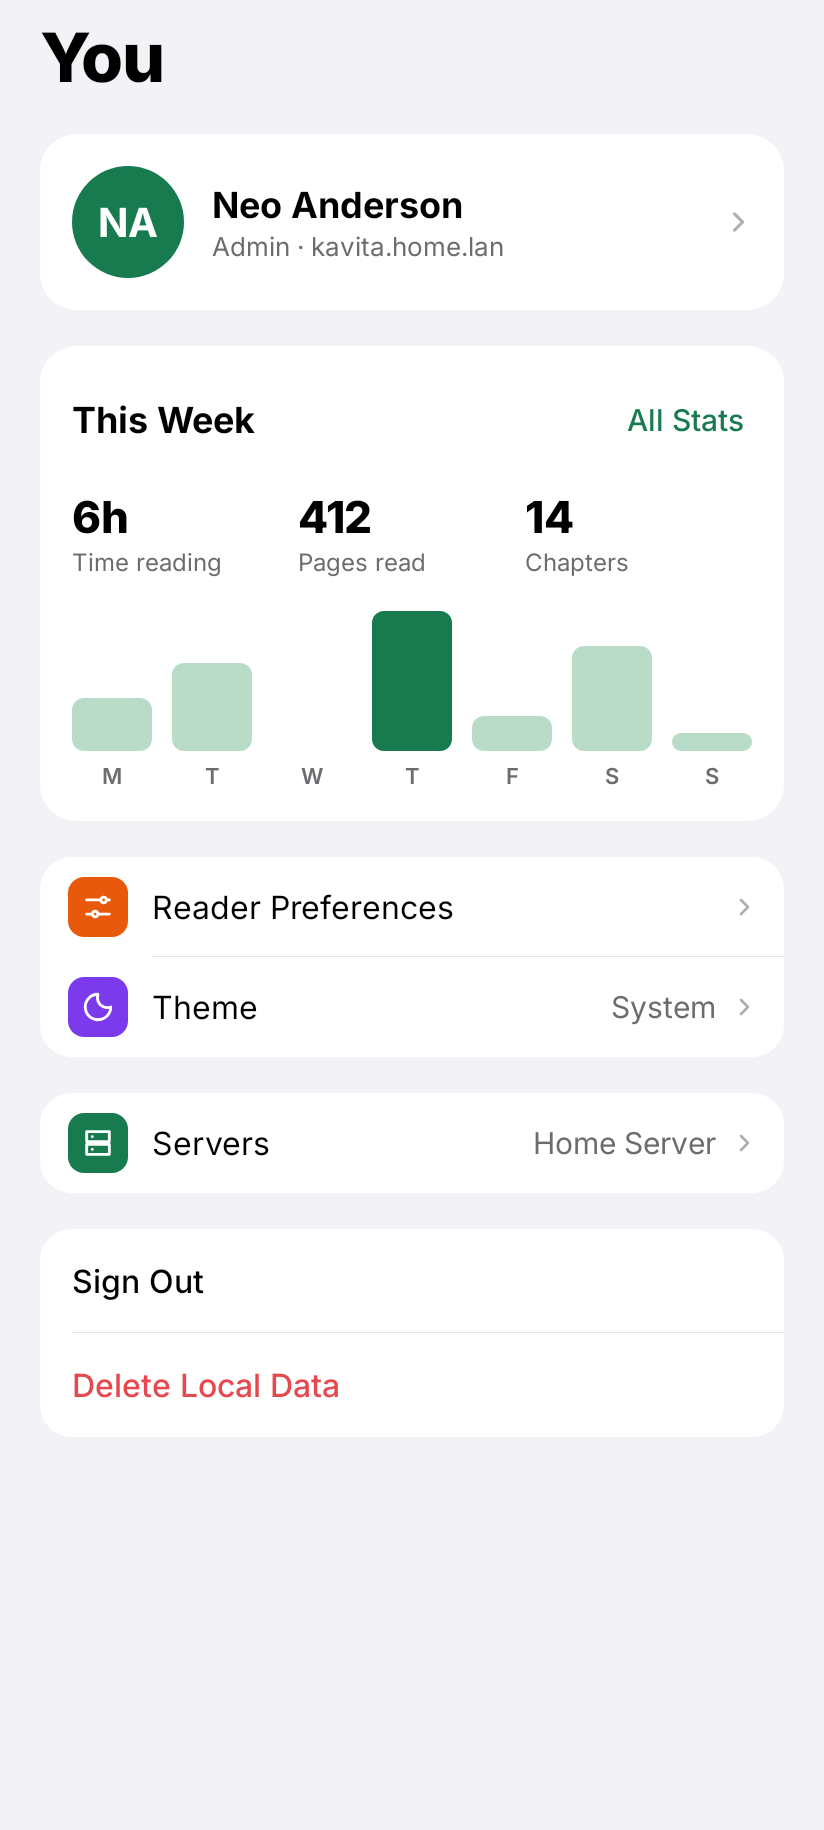 You
NA
Neo Anderson
Admin · kavita.home.lan
This Week
All Stats
6h
412
14
Time reading
Pages read
Chapters
M T W T F S S
Reader Preferences
Theme
System
Servers
Home Server
Sign Out
Delete Local Data